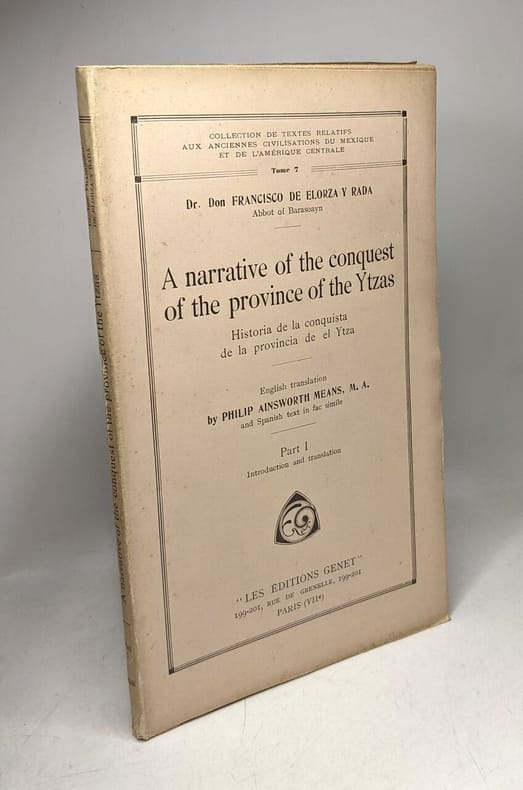 COLLECTION DE TEXTES RELATIFS
AUX ANCIENNES CIVILISATIONS DU MEXIQUE
ET DE L'AMÉRIQUE CENTRALE
Tome 7
Dr. Don FRANCISCO DE ELORZA Y RADA
Abbot of Barasoayn
A narrative of the conquest
of the province of the Ytzas
Historia de la conquista
de la provincia de el Ytza
English translation
by PHILIP AINSWORTH MEANS, M. A.
and Spanish text in fac simile
Part I
Introduction and translation
"LES ÉDITIONS GENET"
199-201, RUE DE GRENELLE, 199-201
PARIS (VIIe)
A narrative of the conquest of the province of the Ytzas